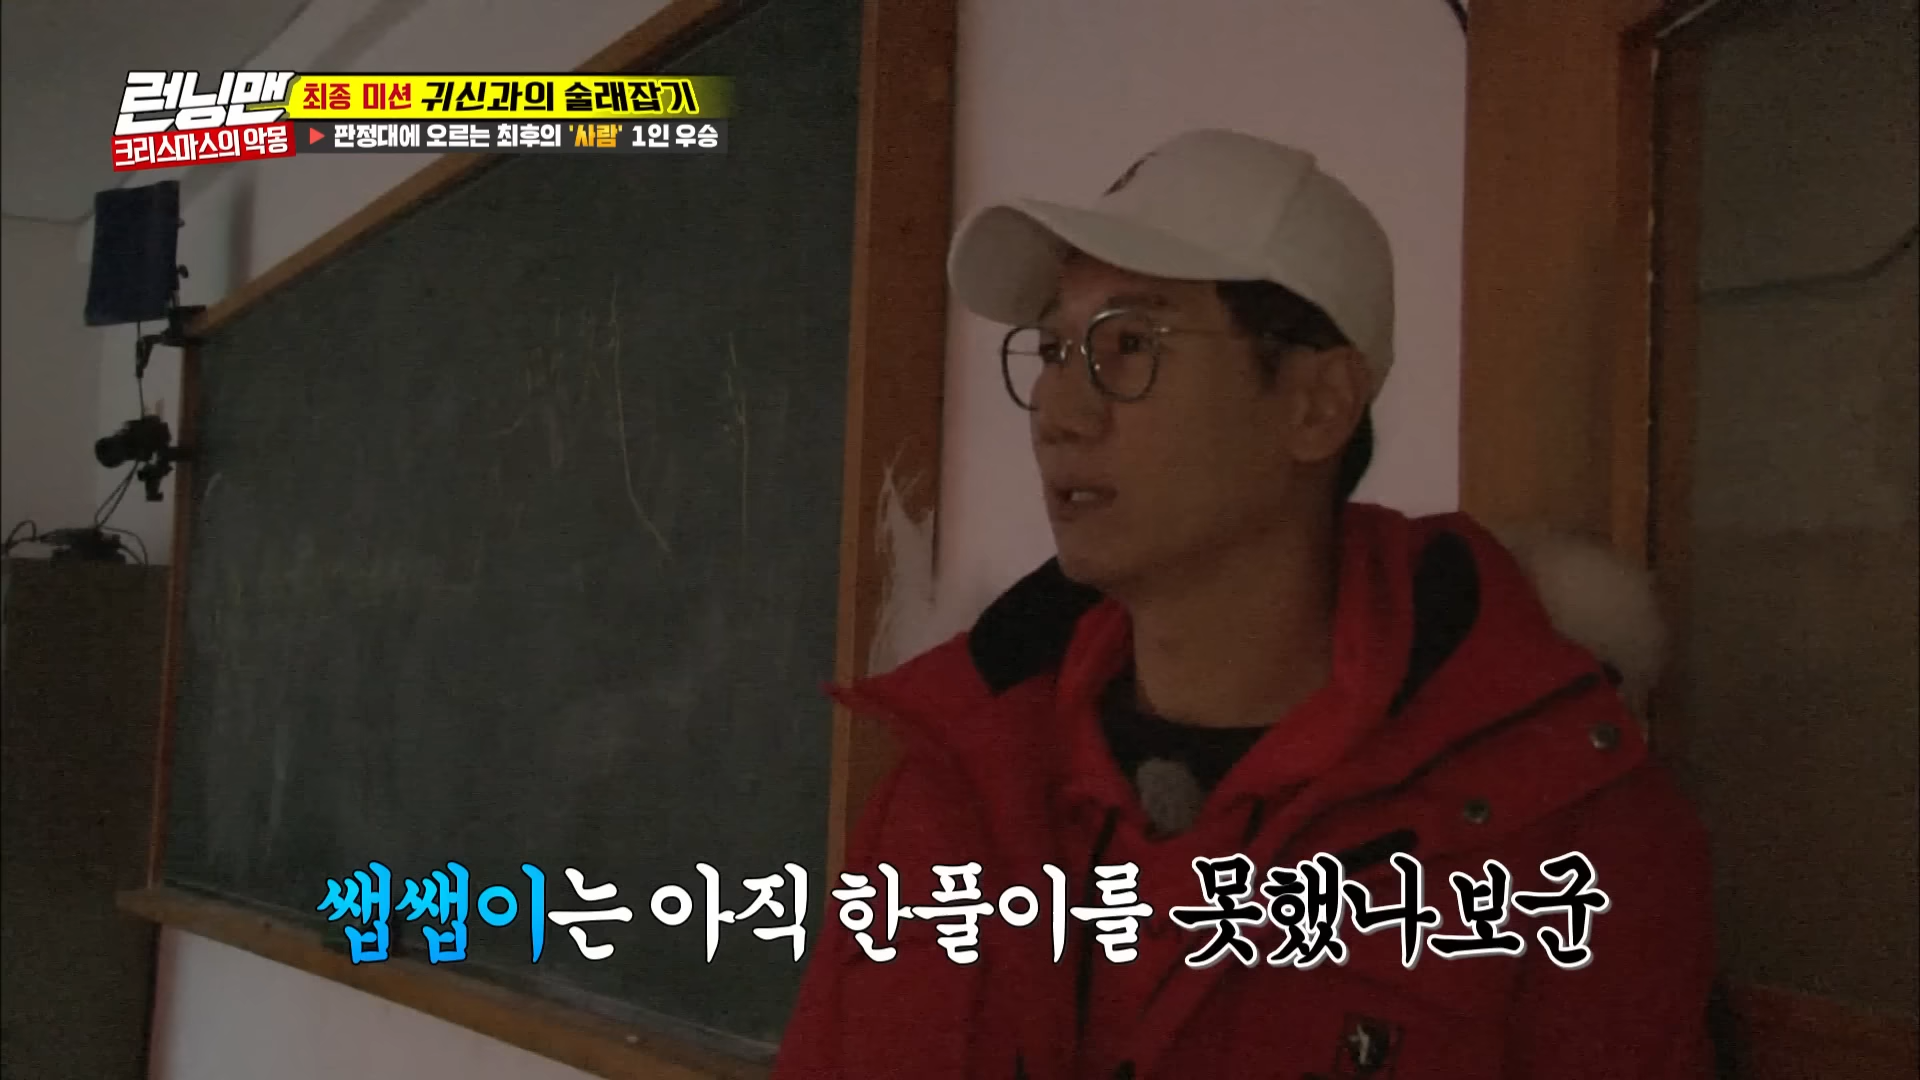 런닝맨 최종 미션 귀신과의 술래잡기
크리스마스의 악몽 ▶ 판정대에 오르는 최후의 '사람' 1인 우승
쌥쌥이는 아직 한풀이를 못했나 보군